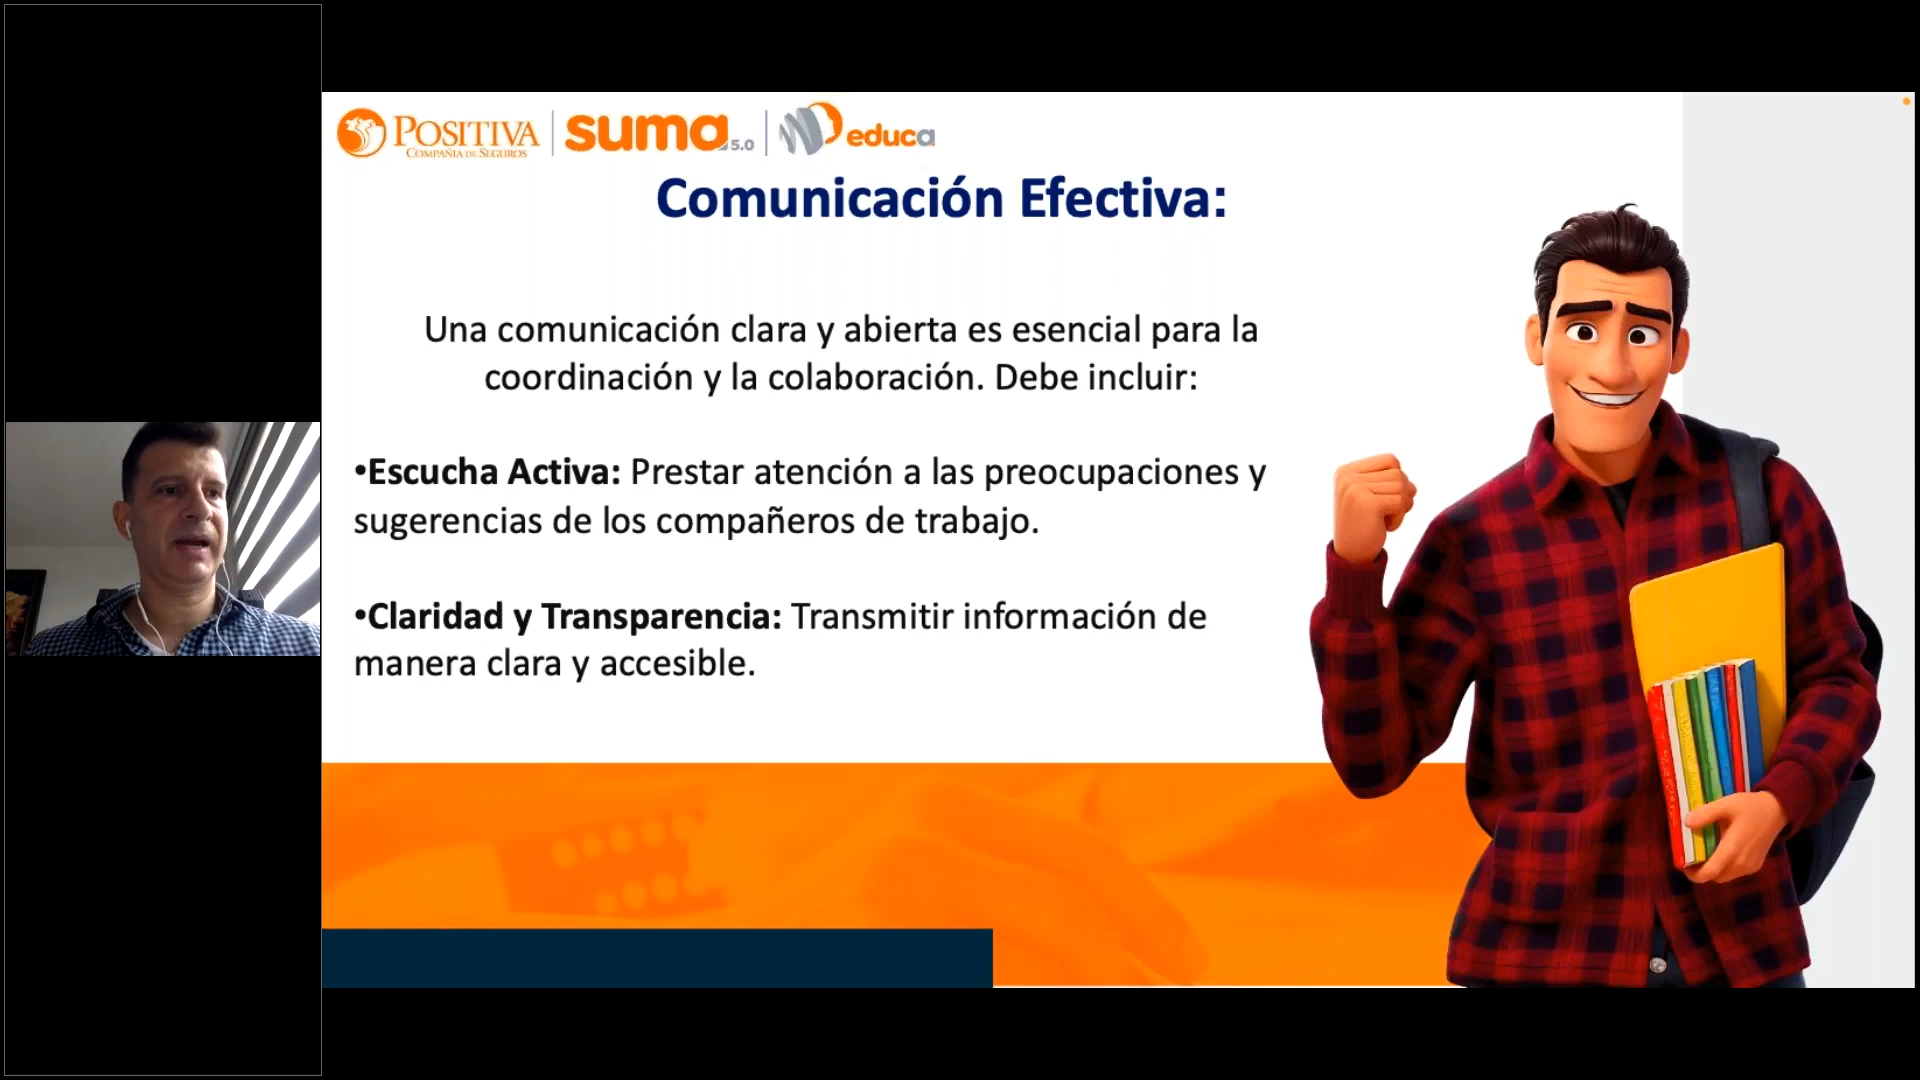 POSITIVA
COMPAÑIA DE SEGUROS
suma 5.0
educa
Comunicación Efectiva:
Una comunicación clara y abierta es esencial para la
coordinación y la colaboración. Debe incluir:
•Escucha Activa: Prestar atención a las preocupaciones y
sugerencias de los compañeros de trabajo.
•Claridad y Transparencia: Transmitir información de
manera clara y accesible.